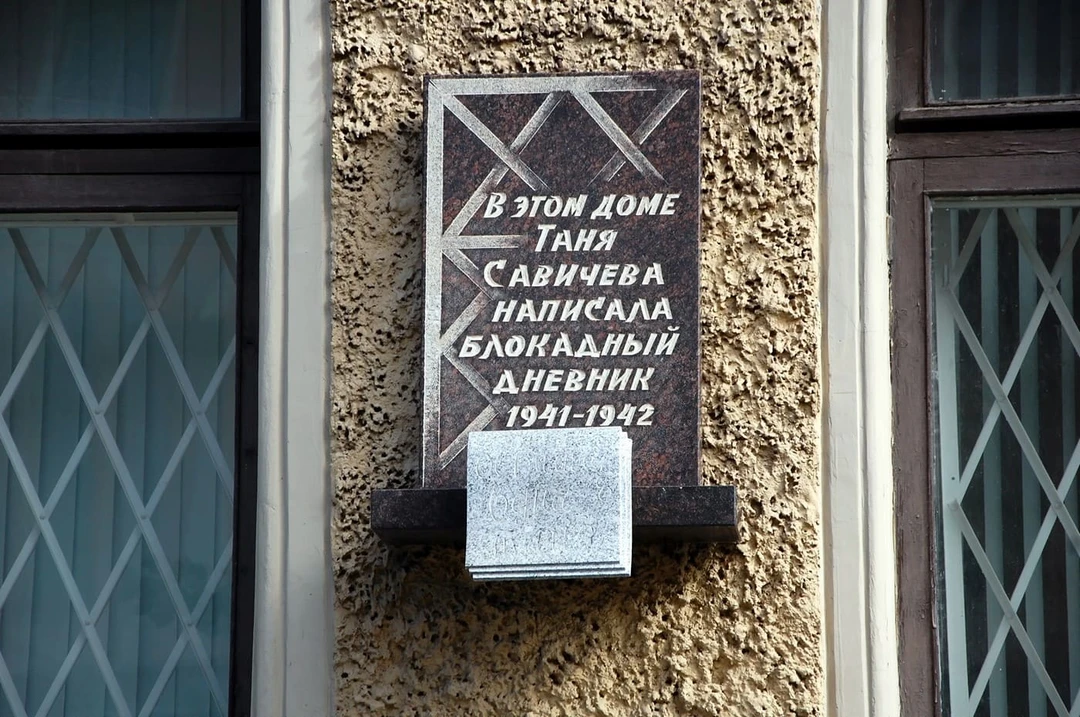 В ЭТОМ ДОМЕ
ТАНЯ
САВИЧЕВА
НАПИСАЛА
БЛОКАДНЫЙ
ДНЕВНИК
1941-1942